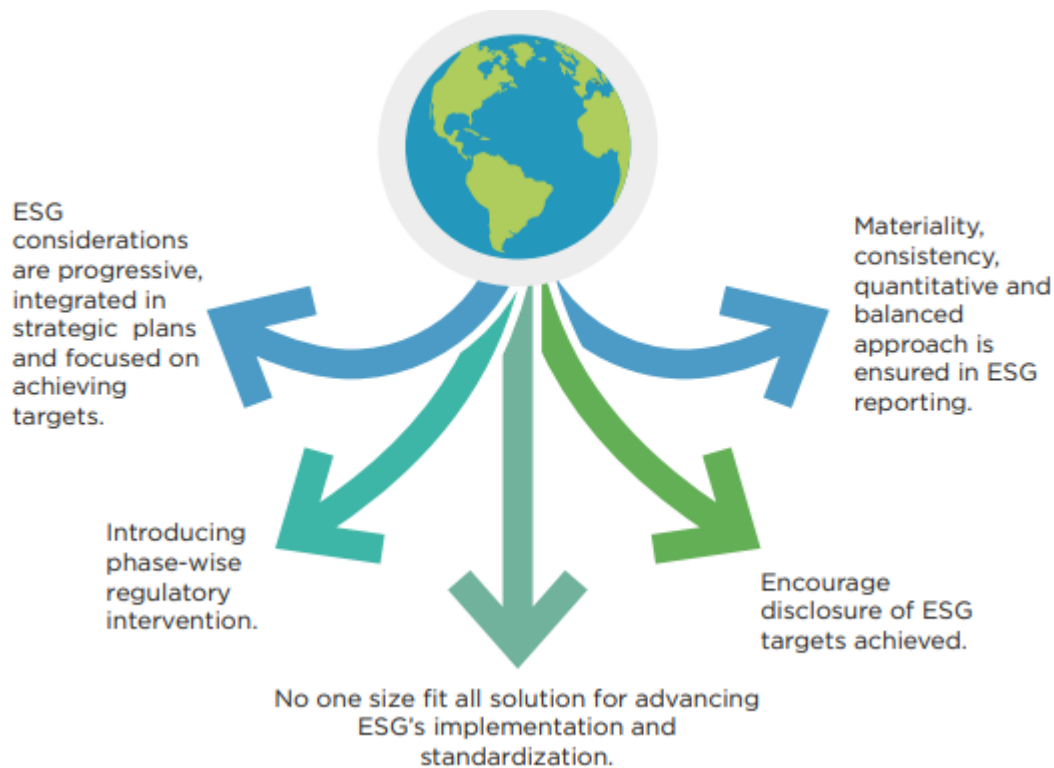 ESG
considerations
are progressive,
integrated in
strategic plans
and focused on
achieving
targets.
Materiality,
consistency,
quantitative and
balanced
approach is
ensured in ESG
reporting.
Introducing
phase-wise
regulatory
intervention.
Encourage
disclosure of ESG
targets achieved.
No one size fit all solution for advancing
ESG's implementation and
standardization.